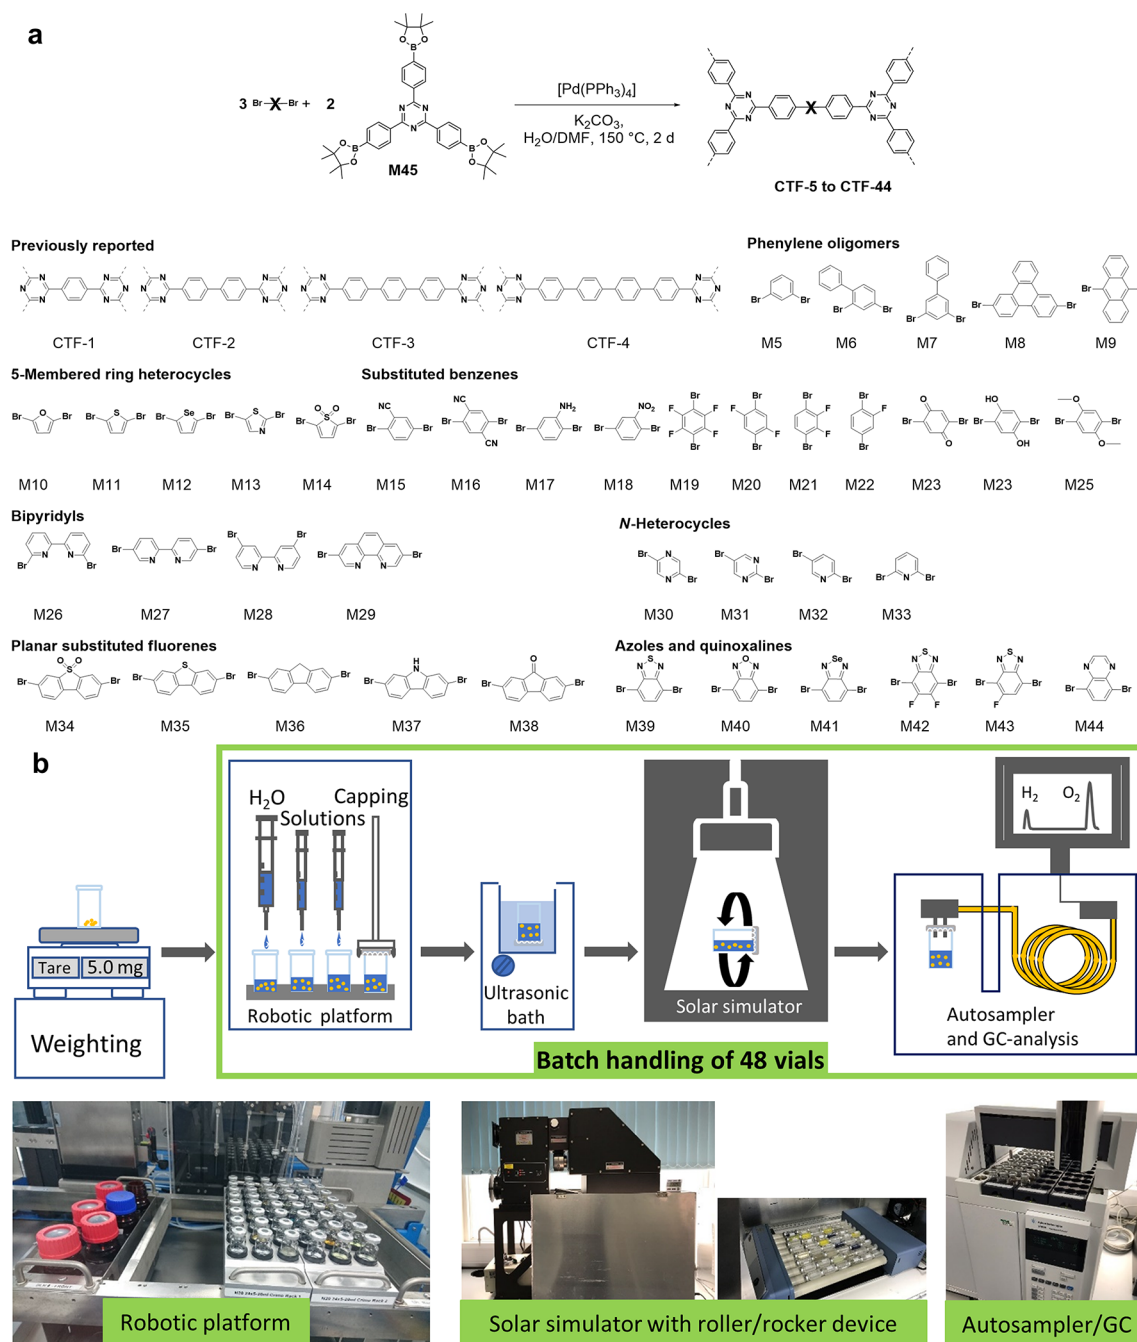 a
3 Br X Br + 2
M45
[Pd(PPh3)4]
K2CO3,
H2O/DMF, 150 °C, 2 d
CTF-5 to CTF-44
Previously reported
Phenylene oligomers
CTF-1 CTF-2 CTF-3 CTF-4
M5 M6 M7 M8 M9
5-Membered ring heterocycles
Substituted benzenes
M10 M11 M12 M13 M14 M15 M16 M17 M18 M19 M20 M21 M22 M23 M23 M25
Bipyridyls
N-Heterocycles
M26 M27 M28 M29
M30 M31 M32 M33
Planar substituted fluorenes
Azoles and quinoxalines
M34 M35 M36 M37 M38 M39 M40 M41 M42 M43 M44
b
Tare 5.0 mg
Weighting
H2O
Solutions
Capping
Robotic platform
Ultrasonic
bath
Solar simulator
H2 O2
Autosampler
and GC-analysis
Batch handling of 48 vials
Robotic platform
Solar simulator with roller/rocker device
Autosampler/GC